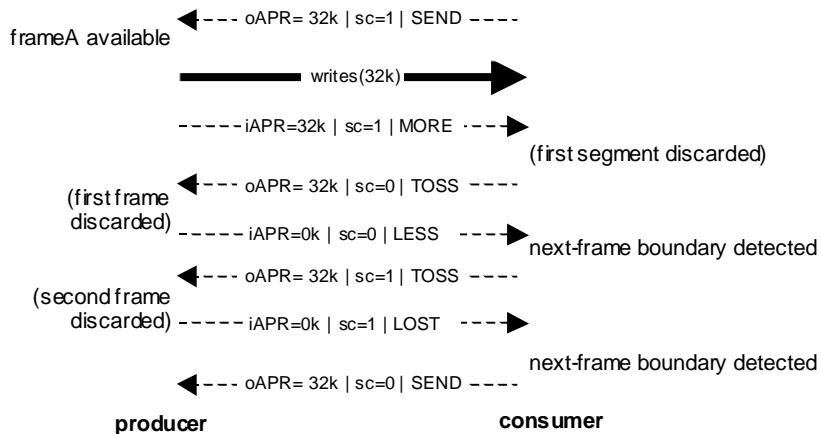 oAPR= 32k | sc=1 | SEND
frameA available
writes(32k)
iAPR=32k | sc=1 | MORE
(first segment discarded)
oAPR= 32k | sc=0 | TOSS
(first frame
discarded)
iAPR=0k | sc=0 | LESS
next-frame boundary detected
oAPR= 32k | sc=1 | TOSS
(second frame
discarded)
iAPR=0k | sc=1 | LOST
next-frame boundary detected
oAPR= 32k | sc=0 | SEND
producer
consumer